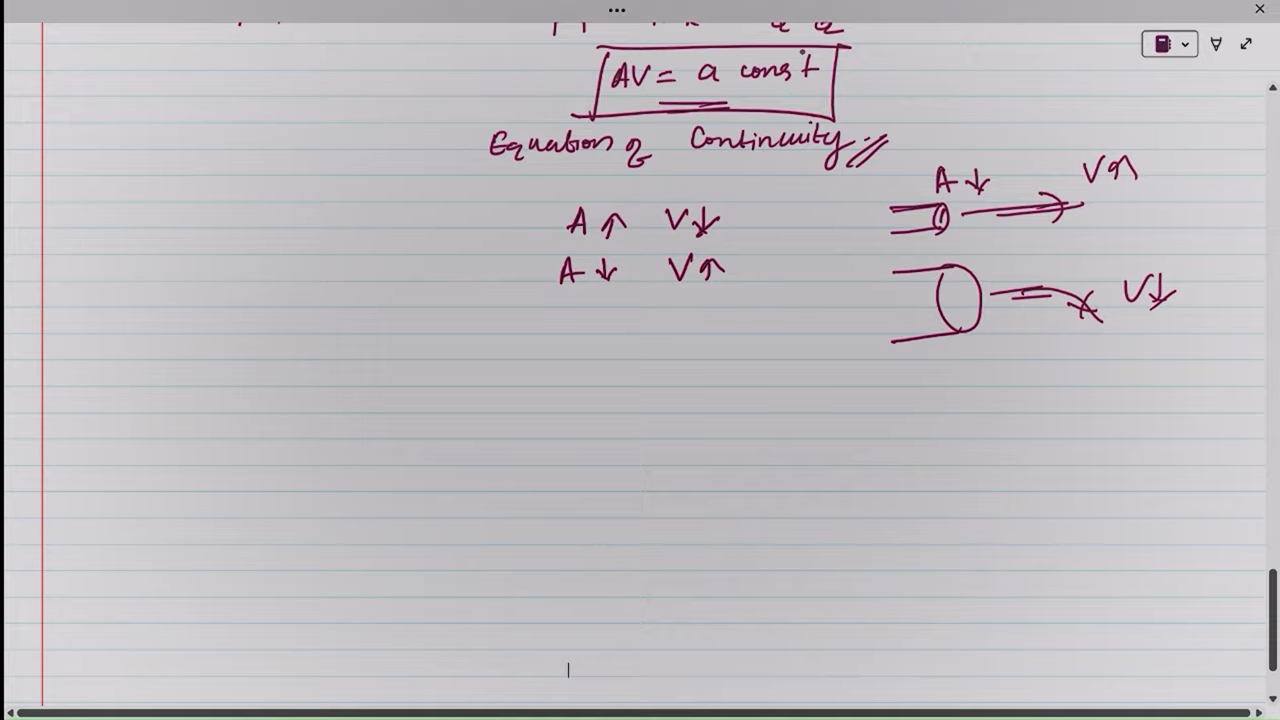 AV = a const
Equation of Continuity
A ↓ V↑
A ↑ V↓
A ↓ V↑
V↓